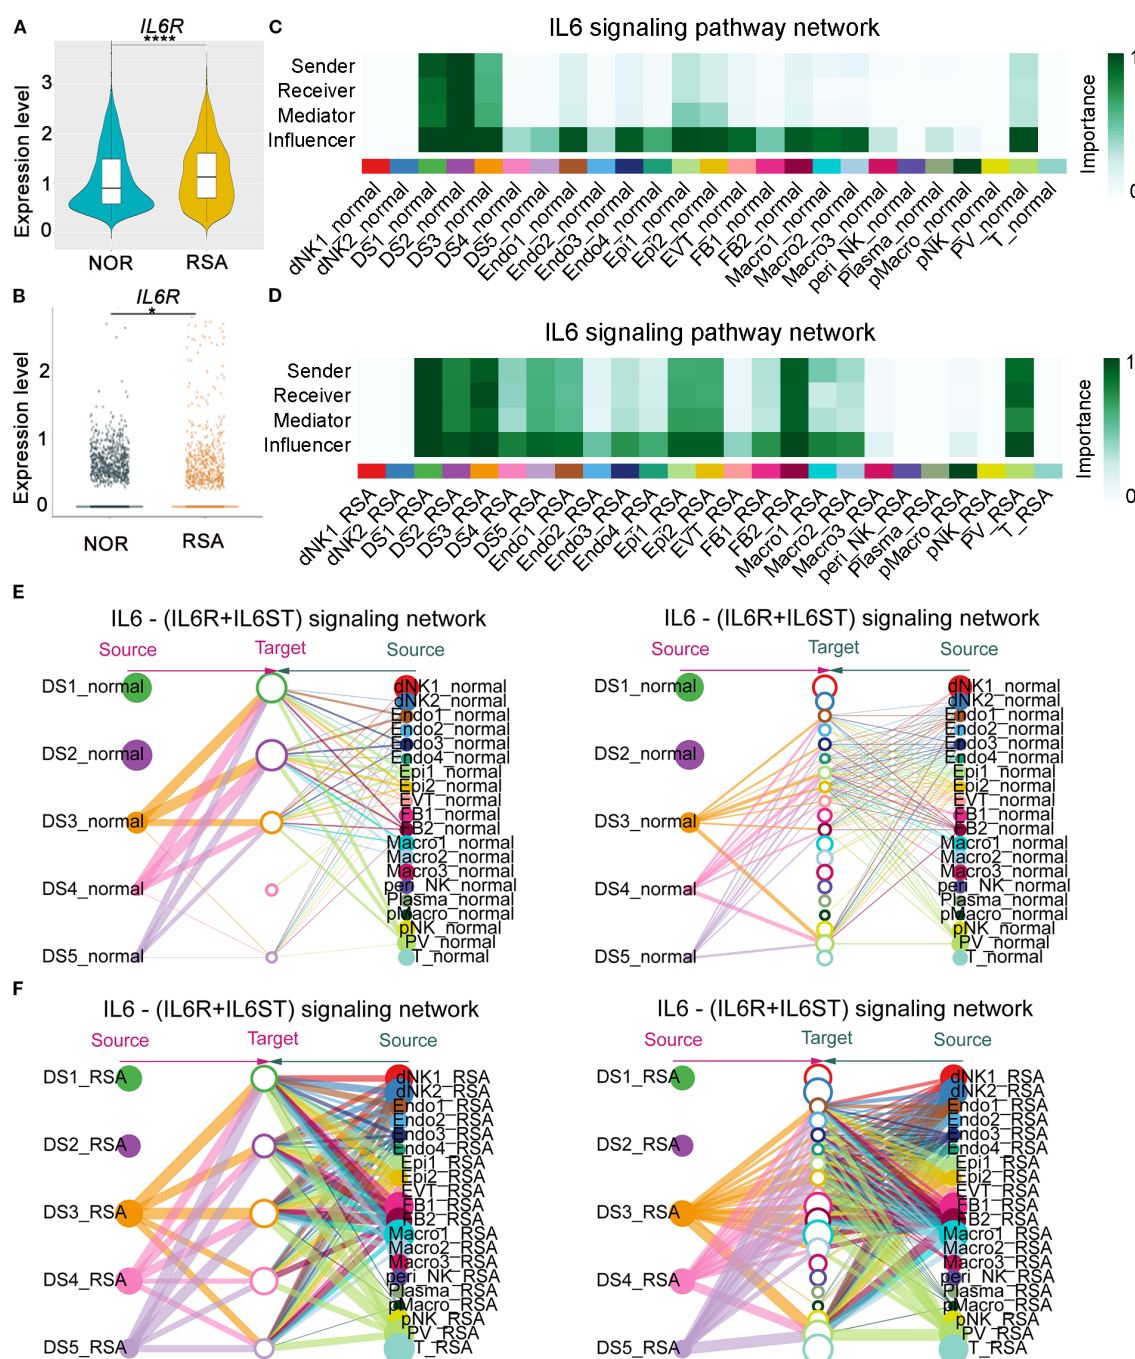 A
IL6R
****
Expression level
3
2
1
0
NOR
RSA
B
IL6R
*
Expression level
2
1
0
NOR
RSA
C
IL6 signaling pathway network
Sender
Receiver
Mediator
Influencer
dNK1_normal
dNK2_normal
DS1_normal
DS2_normal
DS3_normal
DS4_normal
DS5_normal
Endo1_normal
Endo2_normal
Endo3_normal
Endo4_normal
Epi1_normal
Epi2_normal
EVT_normal
FB1_normal
FB2_normal
Macro1_normal
Macro2_normal
Macro3_normal
peri_NK_normal
Plasma_normal
pMacro_normal
pNK_normal
PV_normal
T_normal
Importance
1
0
D
IL6 signaling pathway network
Sender
Receiver
Mediator
Influencer
dNK1_RSA
dNK2_RSA
DS1_RSA
DS2_RSA
DS3_RSA
DS4_RSA
DS5_RSA
Endo1_RSA
Endo2_RSA
Endo3_RSA
Endo4_RSA
Epi1_RSA
Epi2_RSA
EVT_RSA
FB1_RSA
FB2_RSA
Macro1_RSA
Macro2_RSA
Macro3_RSA
peri_NK_RSA
Plasma_RSA
pMacro_RSA
pNK_RSA
PV_RSA
T_RSA
Importance
1
0
E
IL6 - (IL6R+IL6ST) signaling network
Source
Target
Source
DS1_normal
DS2_normal
DS3_normal
DS4_normal
DS5_normal
dNK1_normal
dNK2_normal
Endo1_normal
Endo2_normal
Endo3_normal
Endo4_normal
Epi1_normal
Epi2_normal
EVT_normal
FB1_normal
FB2_normal
Macro1_normal
Macro2_normal
Macro3_normal
peri_NK_normal
Plasma_normal
pMacro_normal
pNK_normal
PV_normal
T_normal
IL6 - (IL6R+IL6ST) signaling network
Source
Target
Source
DS1_normal
DS2_normal
DS3_normal
DS4_normal
DS5_normal
dNK1_normal
dNK2_normal
Endo1_normal
Endo2_normal
Endo3_normal
Endo4_normal
Epi1_normal
Epi2_normal
EVT_normal
FB1_normal
FB2_normal
Macro1_normal
Macro2_normal
Macro3_normal
peri_NK_normal
Plasma_normal
pMacro_normal
pNK_normal
PV_normal
T_normal
F
IL6 - (IL6R+IL6ST) signaling network
Source
Target
Source
DS1_RSA
DS2_RSA
DS3_RSA
DS4_RSA
DS5_RSA
dNK1_RSA
dNK2_RSA
Endo1_RSA
Endo2_RSA
Endo3_RSA
Endo4_RSA
Epi1_RSA
Epi2_RSA
EVT_RSA
FB1_RSA
FB2_RSA
Macro1_RSA
Macro2_RSA
Macro3_RSA
peri_NK_RSA
Plasma_RSA
pMacro_RSA
pNK_RSA
PV_RSA
T_RSA
IL6 - (IL6R+IL6ST) signaling network
Source
Target
Source
DS1_RSA
DS2_RSA
DS3_RSA
DS4_RSA
DS5_RSA
dNK1_RSA
dNK2_RSA
Endo1_RSA
Endo2_RSA
Endo3_RSA
Endo4_RSA
Epi1_RSA
Epi2_RSA
EVT_RSA
FB1_RSA
FB2_RSA
Macro1_RSA
Macro2_RSA
Macro3_RSA
peri_NK_RSA
Plasma_RSA
pMacro_RSA
pNK_RSA
PV_RSA
T_RSA